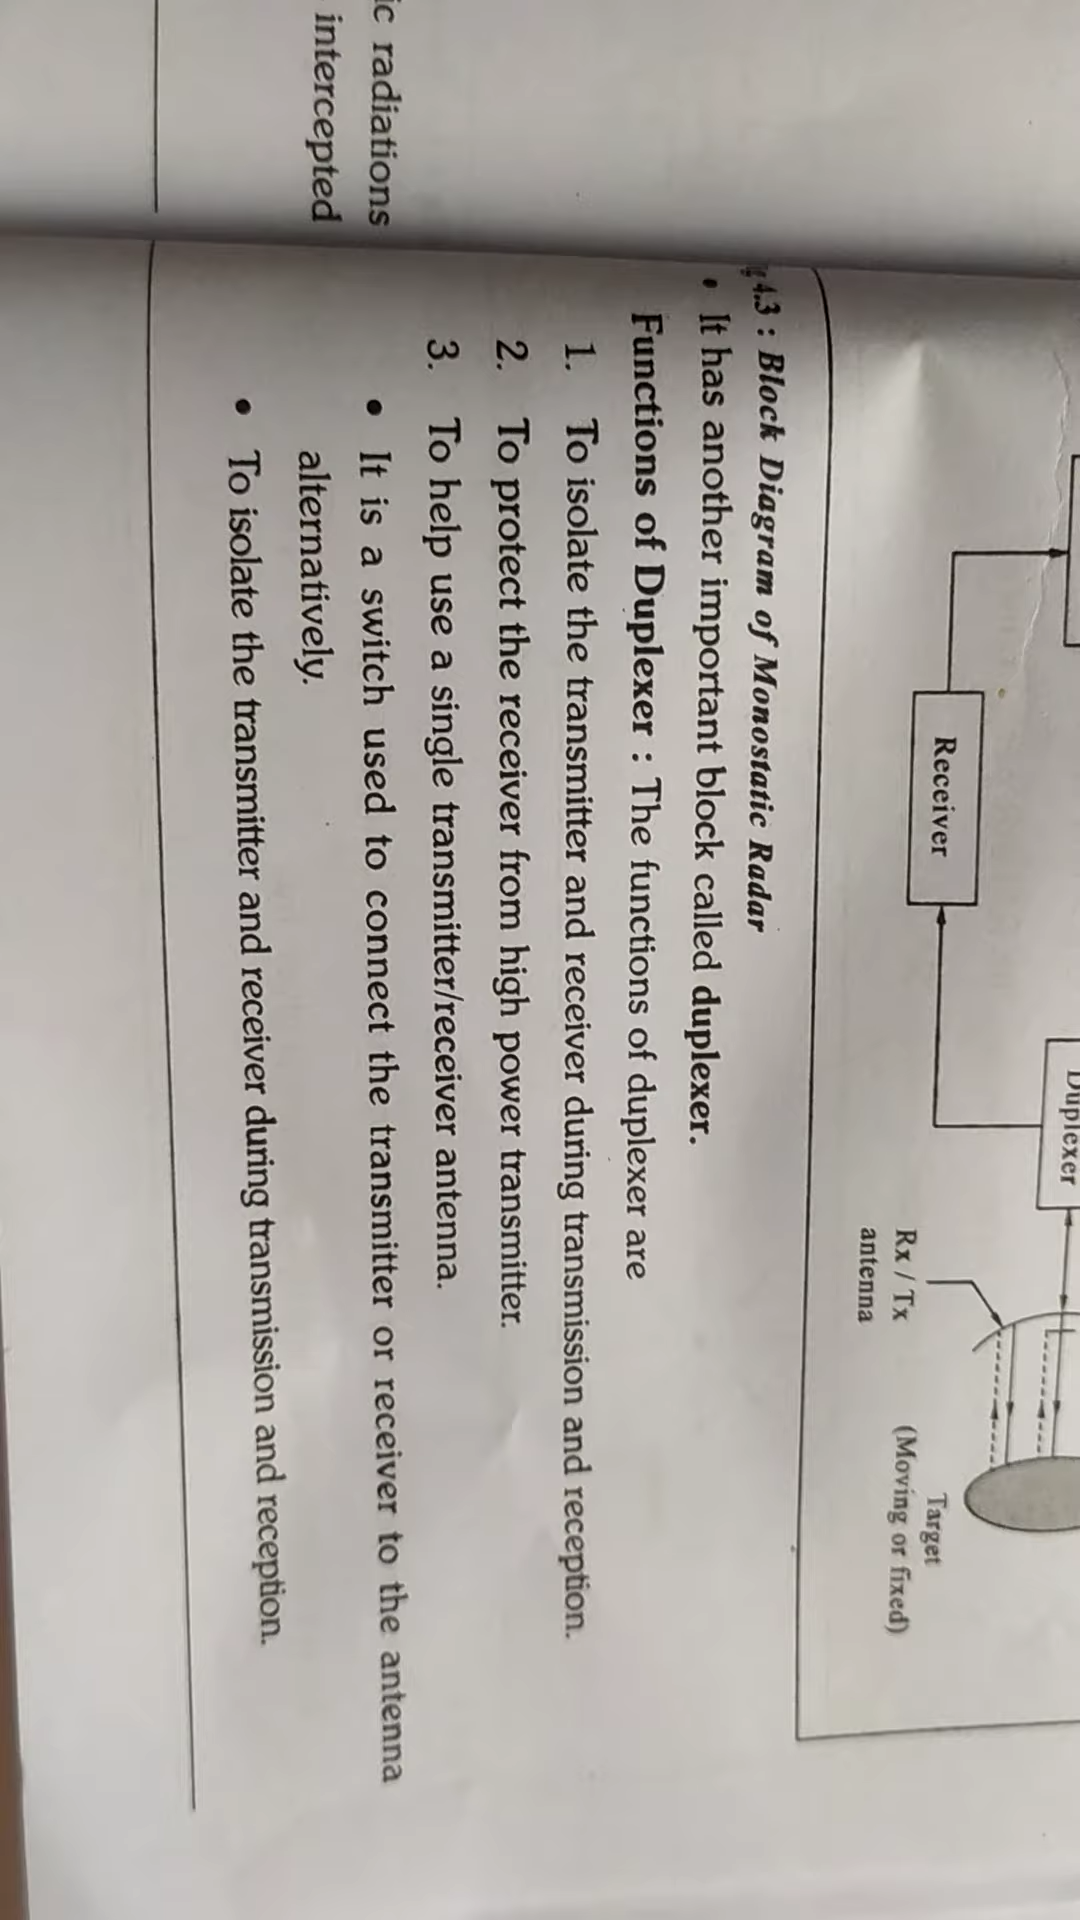 Duplexer
Receiver
Rx / Tx
antenna
Target
(Moving or fixed)
4.3 : Block Diagram of Monostatic Radar
• It has another important block called duplexer.
Functions of Duplexer : The functions of duplexer are
1. To isolate the transmitter and receiver during transmission and reception.
2. To protect the receiver from high power transmitter.
3. To help use a single transmitter/receiver antenna.
• It is a switch used to connect the transmitter or receiver to the antenna
alternatively.
• To isolate the transmitter and receiver during transmission and reception.
radiations
intercepted